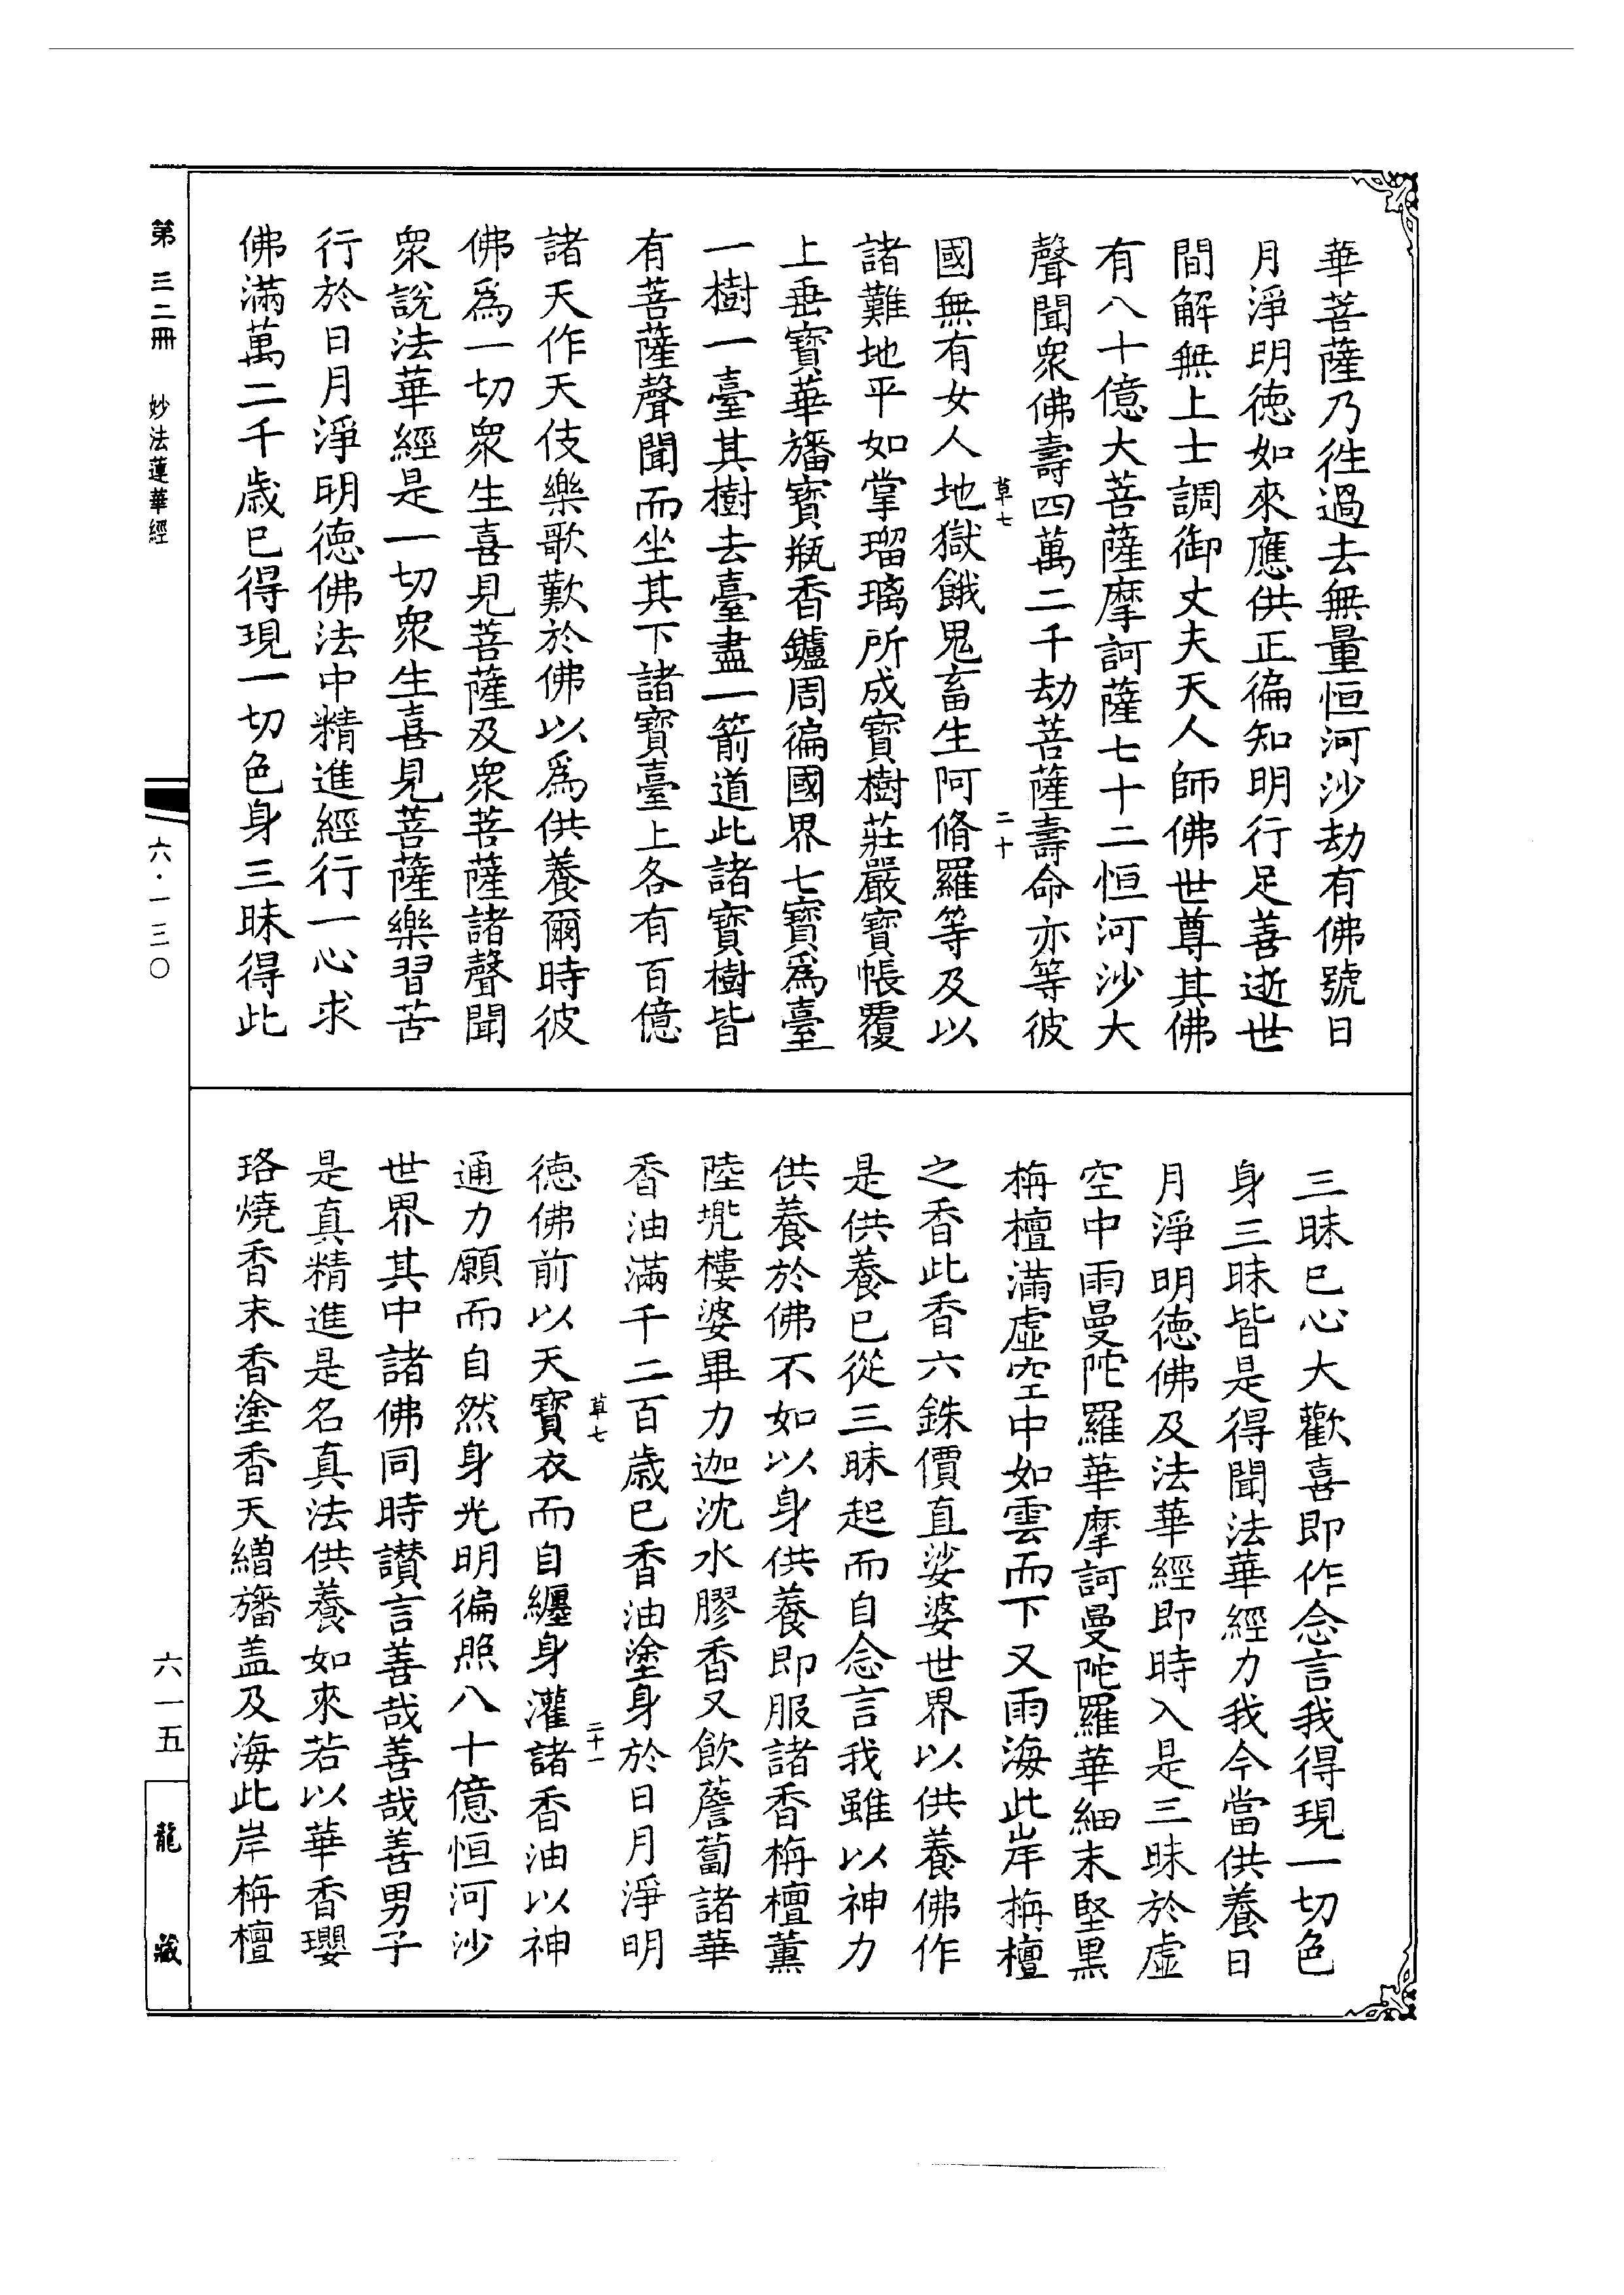 華菩薩乃徃過去無量恒河沙劫有佛號日
月淨明徳如來應供正徧知明行足善逝世
間解無上士調御丈夫天人師佛世尊其佛
有八十億大菩薩摩訶薩七十二恒河沙大
聲聞衆佛壽四萬二千劫菩薩壽命亦等彼
草七 二十
國無有女人地獄餓鬼畜生阿脩羅等及以
諸難地平如掌瑠璃所成寶樹莊嚴寶帳覆
上垂寶華旛寶瓶香鑪周徧國界七寶爲臺
一樹一臺其樹去臺盡一箭道此諸寶樹皆
有菩薩聲聞而坐其下諸寶臺上各有百億
諸天作天伎樂歌歎於佛以爲供養爾時彼
佛爲一切衆生喜見菩薩及衆菩薩諸聲聞
衆說法華經是一切衆生喜見菩薩樂習苦
行於日月淨明徳佛法中精進經行一心求
佛滿萬二千歳已得現一切色身三昧得此
三昧已心大歡喜即作念言我得現一切色
身三昧皆是得聞法華經力我今當供養日
月淨明徳佛及法華經即時入是三昧於虛
空中雨曼陀羅華摩訶曼陀羅華細末堅黑
栴檀滿虛空中如雲而下又雨海此岸栴檀
之香此香六銖價直娑婆世界以供養佛作
是供養已從三昧起而自念言我雖以神力
供養於佛不如以身供養即服諸香栴檀薰
陸兜樓婆畢力迦沈水膠香又飲薝蔔諸華
香油滿千二百歳已香油塗身於日月淨明
草七 二十一
德佛前以天寶衣而自纏身灌諸香油以神
通力願而自然身光明徧照八十億恒河沙
世界其中諸佛同時讃言善哉善哉善男子
是真精進是名真法供養如來若以華香瓔
珞燒香末香塗香天繒旛盖及海此岸栴檀
第三二冊 妙法蓮華經
六·一三〇
六一五
龍藏